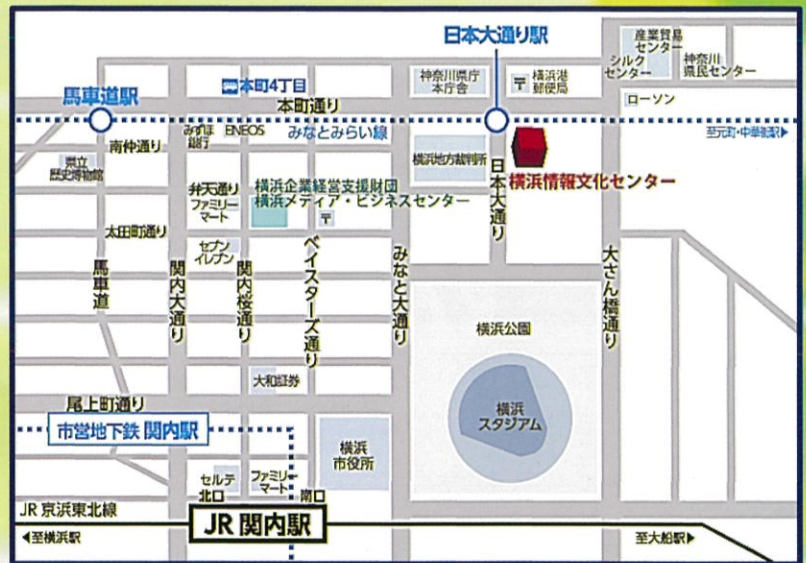 日本大通り駅
産業貿易
センター
シルク
センター
神奈川
県民センター
神奈川県庁
本庁舎
横浜港
郵便局
本町4丁目
馬車道駅
本町通り
ローソン
みずほ
銀行
ENEOS
みなとみらい線
至元町・中華街駅▶
南仲通り
県立
歴史博物館
横浜地方裁判所
日本大通り
横浜情報文化センター
弁天通り
ファミリー
マート
横浜企業経営支援財団
横浜メディア・ビジネスセンター
太田町通り
セブン
イレブン
馬車道
関内大通り
関内桜通り
ベイスターズ通り
みなと大通り
大さん橋通り
横浜公園
横浜
スタジアム
大和証券
尾上町通り
市営地下鉄 関内駅
横浜
市役所
セルテ
ファミリー
マート
北口
南口
JR 京浜東北線
JR 関内駅
◀至横浜駅
至大船駅▶